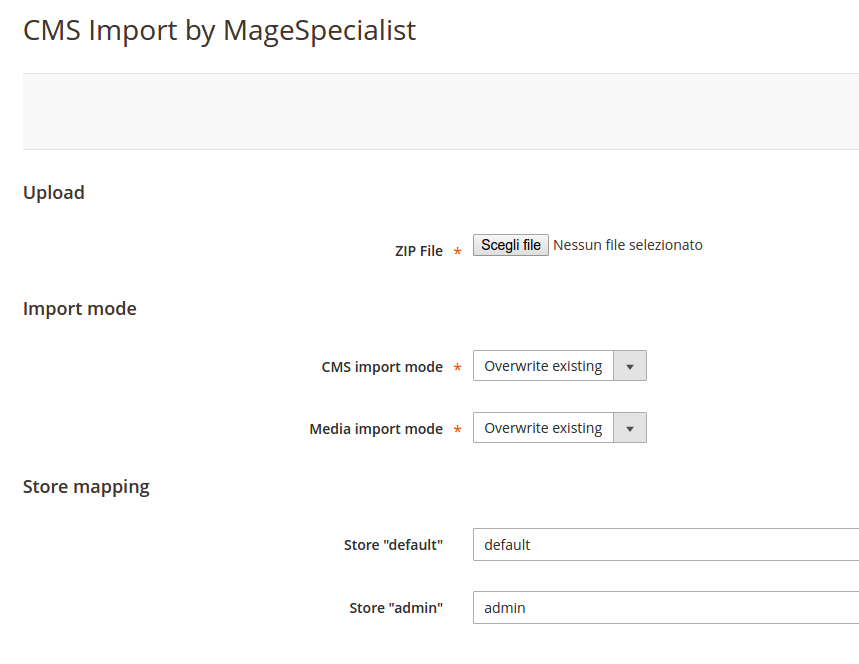 CMS Import by MageSpecialist
Upload
ZIP File * Scegli file Nessun file selezionato
Import mode
CMS import mode * Overwrite existing
Media import mode * Overwrite existing
Store mapping
Store "default" default
Store "admin" admin